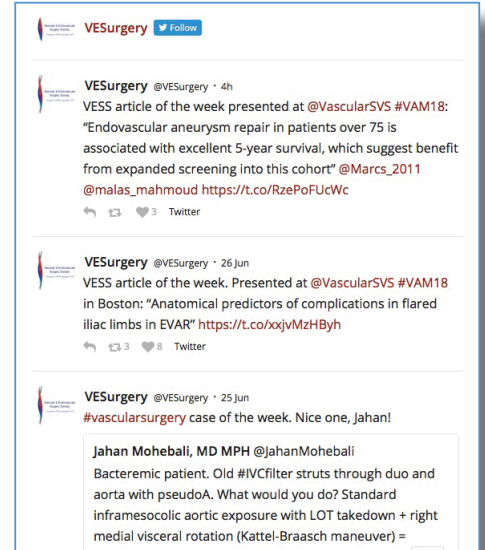 VESurgery Follow
VESurgery @VESurgery · 4h
VESS article of the week presented at @VascularSVS #VAM18:
“Endovascular aneurysm repair in patients over 75 is
associated with excellent 5-year survival, which suggest benefit
from expanded screening into this cohort” @Marcs_2011
@malas_mahmoud https://t.co/RzePoFUcWc
3 Twitter
VESurgery @VESurgery · 26 Jun
VESS article of the week. Presented at @VascularSVS #VAM18
in Boston: “Anatomical predictors of complications in flared
iliac limbs in EVAR” https://t.co/xxjvMzHByh
3 8 Twitter
VESurgery @VESurgery · 25 Jun
#vascularsurgery case of the week. Nice one, Jahan!
Jahan Mohebali, MD MPH @JahanMohebali
Bacteremic patient. Old #IVCfilter struts through duo and
aorta with pseudoA. What would you do? Standard
inframesocolic aortic exposure with LOT takedown + right
medial visceral rotation (Kattel-Braasch maneuver) =